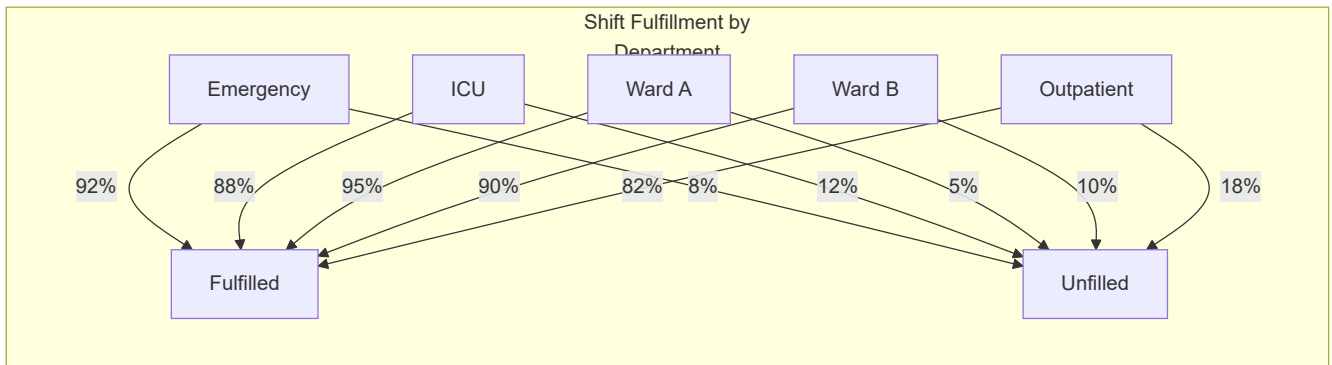 Shift Fulfillment by
Department
Emergency
ICU
Ward A
Ward B
Outpatient
92%
88%
95%
90%
82%
8%
12%
5%
10%
18%
Fulfilled
Unfilled